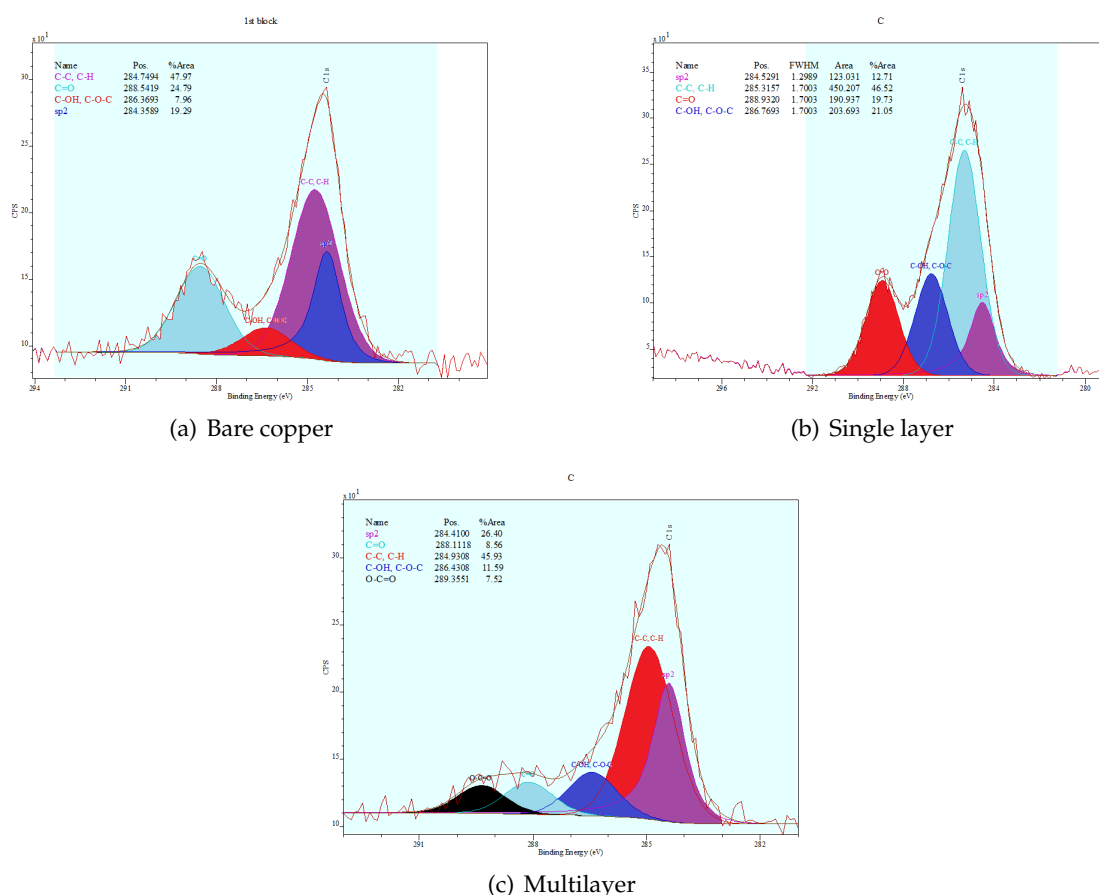 1st block
x 10^1
Name Pos. %Area
C-C, C-H 284.7494 47.97
C=O 288.5419 24.79
C-OH, C-O-C 286.3693 7.96
sp2 284.3589 19.29
C 1s
30
25
20
15
10
CPS
C-C, C-H
sp2
C=O
C-OH, C-O-C
294 291 288 285 282
Binding Energy (eV)
(a) Bare copper
C
x 10^1
Name Pos. FWHM Area %Area
sp2 284.5291 1.2989 123.031 12.71
C-C, C-H 285.3157 1.7003 450.207 46.52
C=O 288.9320 1.7003 190.937 19.73
C-OH, C-O-C 286.7693 1.7003 203.693 21.05
C 1s
35
30
25
20
15
10
5
CPS
C-C, C-H
C-OH, C-O-C
C=O
sp2
296 292 288 284 280
Binding Energy (eV)
(b) Single layer
C
x 10^1
Name Pos. %Area
sp2 284.4100 26.40
C=O 288.1118 8.56
C-C, C-H 284.9308 45.93
C-OH, C-O-C 286.4308 11.59
O-C=O 289.3551 7.52
C 1s
30
25
20
15
10
CPS
C-C, C-H
sp2
C-OH, C-O-C
O-C=O
C=O
291 288 285 282
Binding Energy (eV)
(c) Multilayer